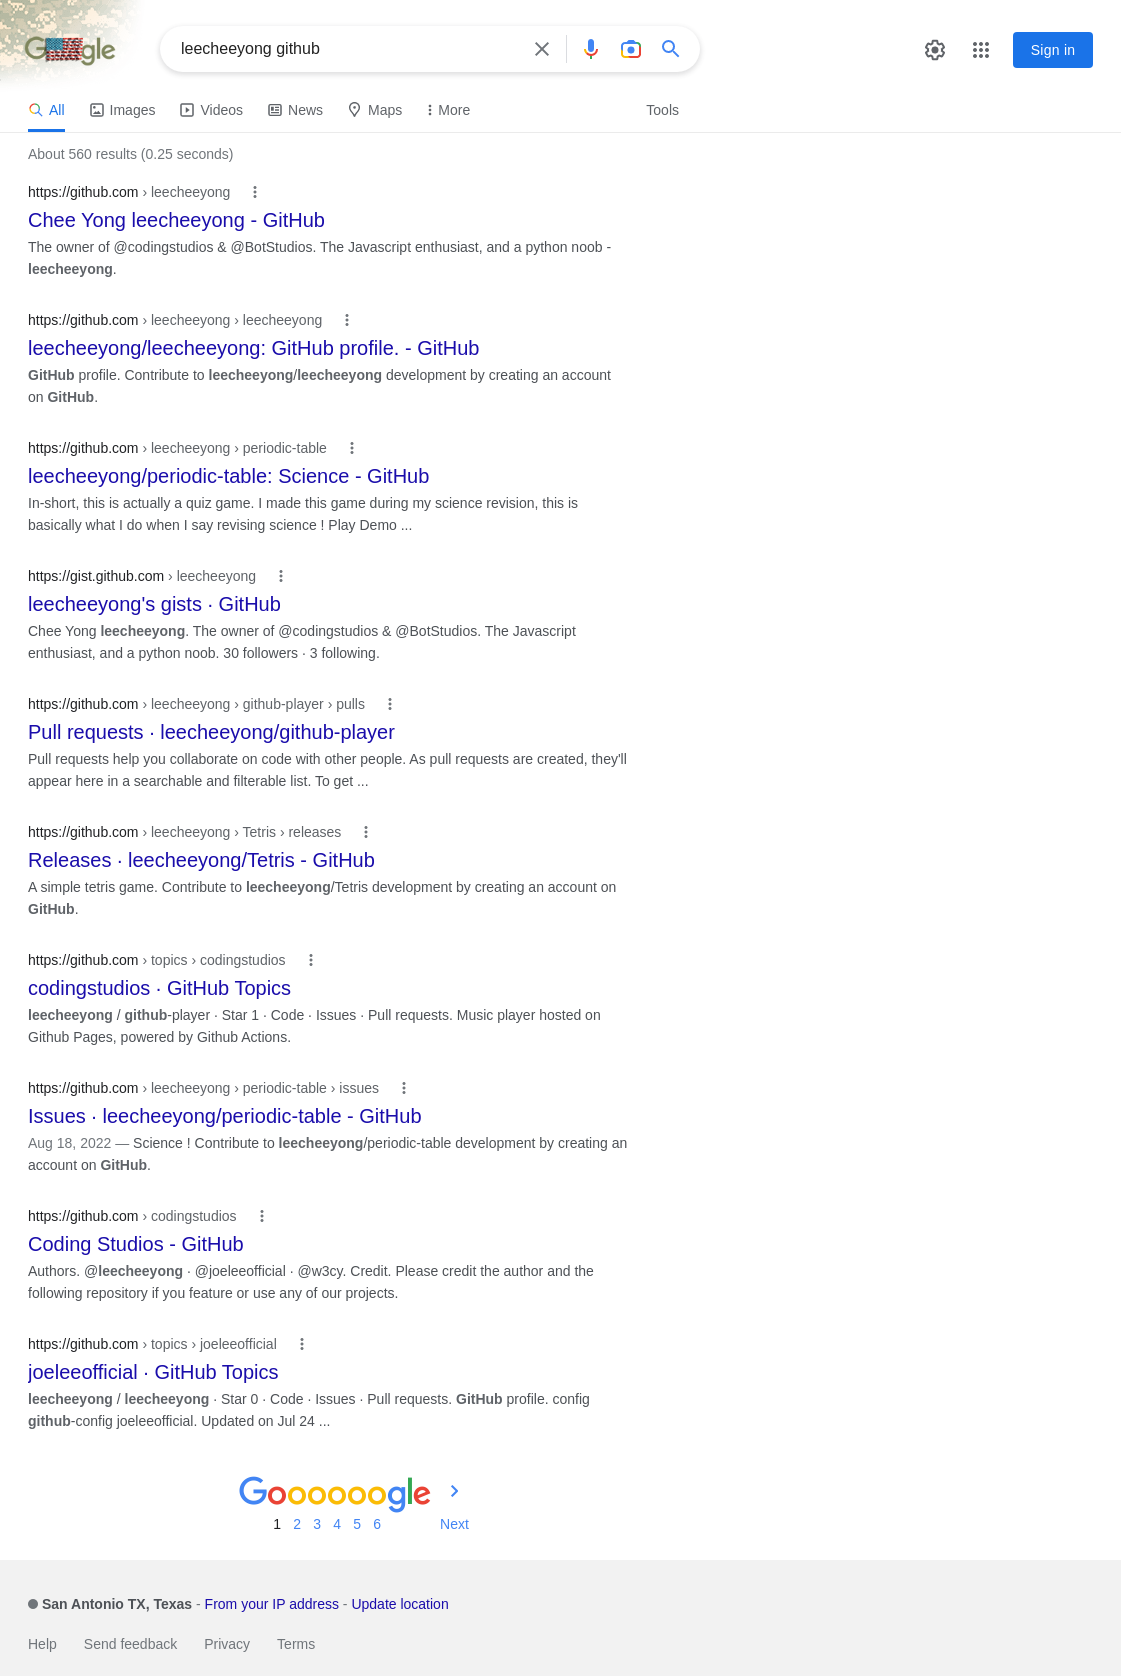 Google
leecheeyong github
Sign in
All
Images
Videos
News
Maps
More
Tools
About 560 results (0.25 seconds)
https://github.com › leecheeyong
Chee Yong leecheeyong - GitHub
The owner of @codingstudios & @BotStudios. The Javascript enthusiast, and a python noob -
leecheeyong.
https://github.com › leecheeyong › leecheeyong
leecheeyong/leecheeyong: GitHub profile. - GitHub
GitHub profile. Contribute to leecheeyong/leecheeyong development by creating an account
on GitHub.
https://github.com › leecheeyong › periodic-table
leecheeyong/periodic-table: Science - GitHub
In-short, this is actually a quiz game. I made this game during my science revision, this is
basically what I do when I say revising science ! Play Demo ...
https://gist.github.com › leecheeyong
leecheeyong's gists · GitHub
Chee Yong leecheeyong. The owner of @codingstudios & @BotStudios. The Javascript
enthusiast, and a python noob. 30 followers · 3 following.
https://github.com › leecheeyong › github-player › pulls
Pull requests · leecheeyong/github-player
Pull requests help you collaborate on code with other people. As pull requests are created, they'll
appear here in a searchable and filterable list. To get ...
https://github.com › leecheeyong › Tetris › releases
Releases · leecheeyong/Tetris - GitHub
A simple tetris game. Contribute to leecheeyong/Tetris development by creating an account on
GitHub.
https://github.com › topics › codingstudios
codingstudios · GitHub Topics
leecheeyong / github-player · Star 1 · Code · Issues · Pull requests. Music player hosted on
Github Pages, powered by Github Actions.
https://github.com › leecheeyong › periodic-table › issues
Issues · leecheeyong/periodic-table - GitHub
Aug 18, 2022 — Science ! Contribute to leecheeyong/periodic-table development by creating an
account on GitHub.
https://github.com › codingstudios
Coding Studios - GitHub
Authors. @leecheeyong · @joeleeofficial · @w3cy. Credit. Please credit the author and the
following repository if you feature or use any of our projects.
https://github.com › topics › joeleeofficial
joeleeofficial · GitHub Topics
leecheeyong / leecheeyong · Star 0 · Code · Issues · Pull requests. GitHub profile. config
github-config joeleeofficial. Updated on Jul 24 ...
Goooooogle
1 2 3 4 5 6 Next
San Antonio TX, Texas - From your IP address - Update location
Help Send feedback Privacy Terms